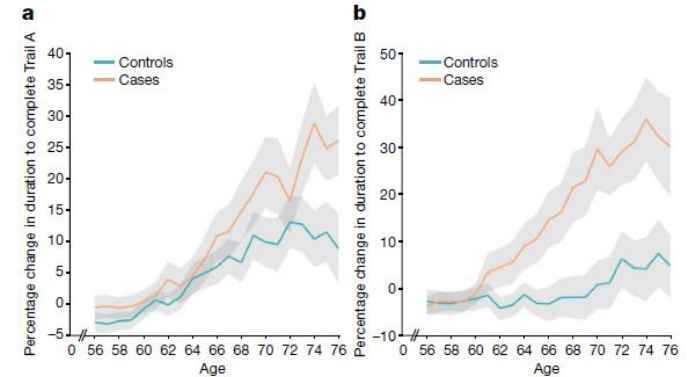 a
Percentage change in duration to complete Trail A
40
35
30
25
20
15
10
5
0
–5
Controls
Cases
0 56 58 60 62 64 66 68 70 72 74 76
Age
b
Percentage change in duration to complete Trail B
50
40
30
20
10
0
–10
Controls
Cases
0 56 58 60 62 64 66 68 70 72 74 76
Age